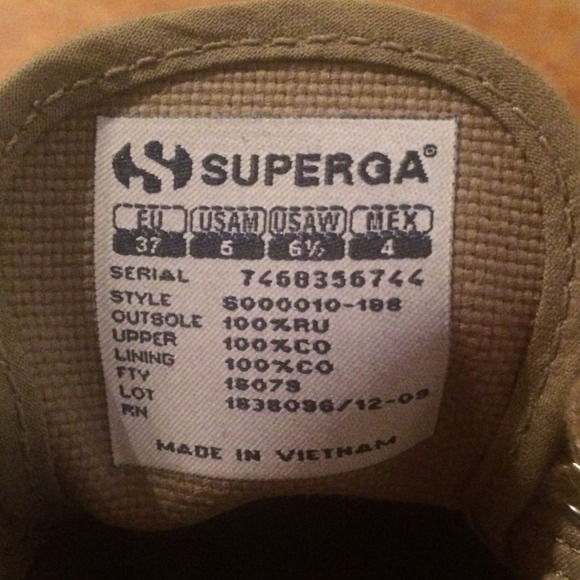 SUPERGA®
EU USAM USAW MEX
37 5 6½ 4
SERIAL 7468356744
STYLE S000010-198
OUTSOLE 100%RU
UPPER 100%CO
LINING 100%CO
FTY 15079
LOT 1838096/12-09
RN
MADE IN VIETNAM